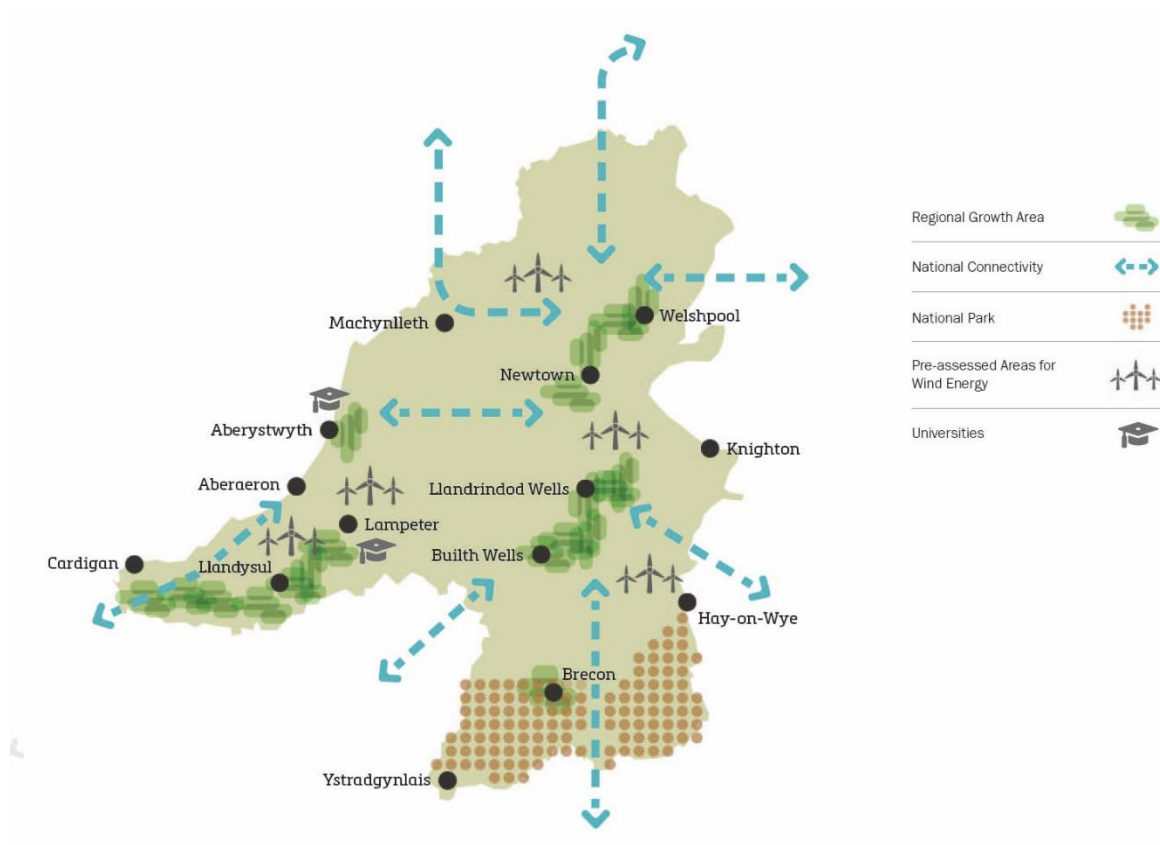 Regional Growth Area
National Connectivity
National Park
Pre-assessed Areas for
Wind Energy
Universities
Machynlleth
Welshpool
Newtown
Aberystwyth
Knighton
Aberaeron
Llandrindod Wells
Lampeter
Cardigan
Llandysul
Builth Wells
Hay-on-Wye
Brecon
Ystradgynlais